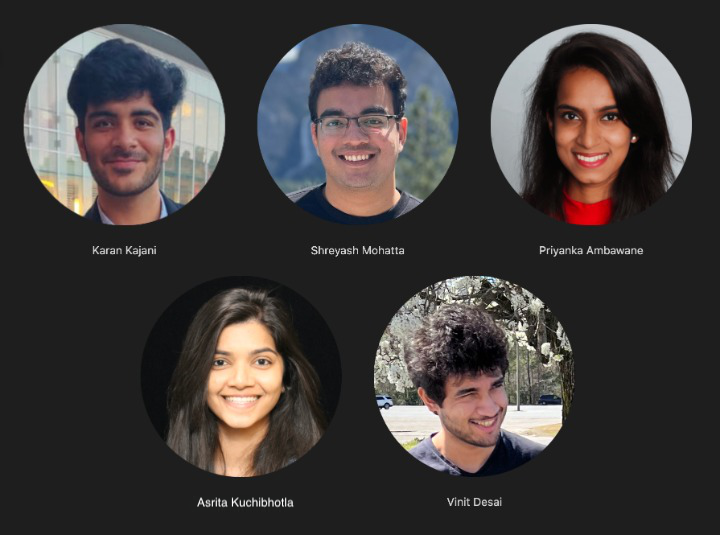 Karan Kajani
Shreyash Mohatta
Priyanka Ambawane
Asrita Kuchibhotla
Vinit Desai